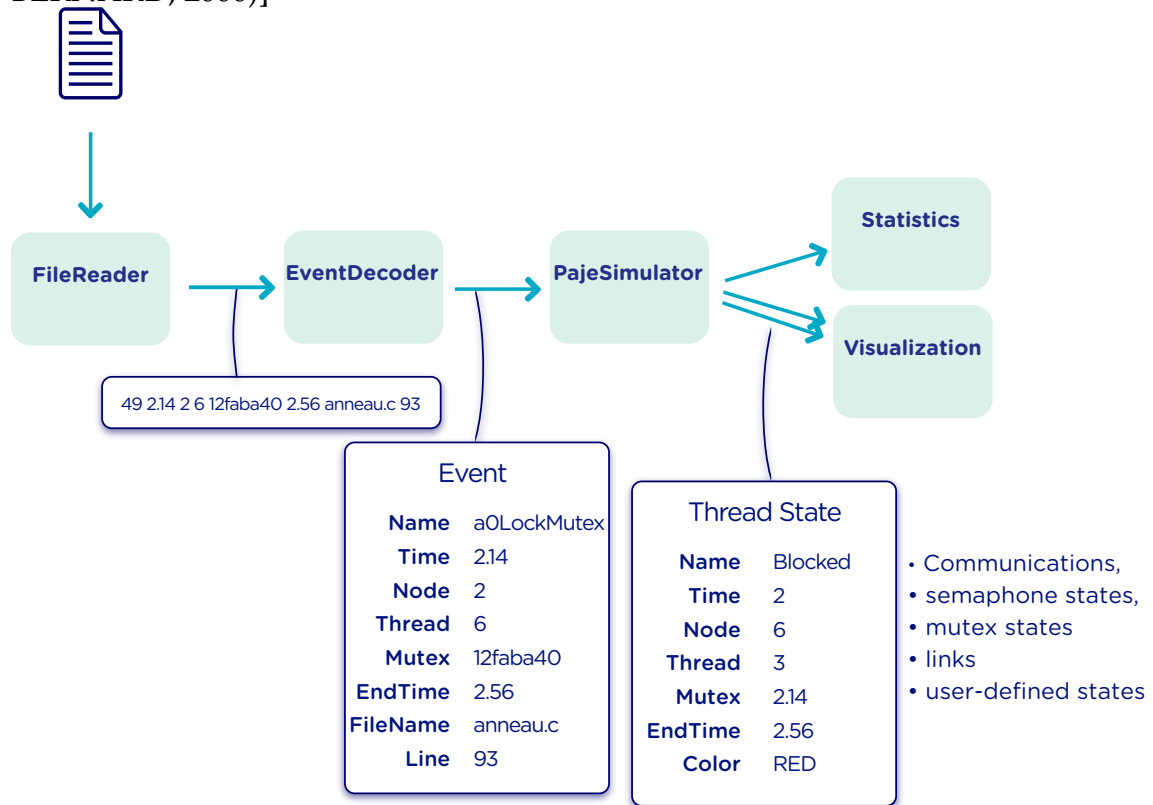 BERNARD, 2000)]
Statistics
FileReader
EventDecoder
PajeSimulator
Visualization
49 2.14 2 6 12faba40 2.56 anneau.c 93
Event
Name a0LockMutex
Time 2.14
Node 2
Thread 6
Mutex 12faba40
EndTime 2.56
FileName anneau.c
Line 93
Thread State
Name Blocked
Time 2
Node 6
Thread 3
Mutex 2.14
EndTime 2.56
Color RED
• Communications,
• semaphone states,
• mutex states
• links
• user-defined states